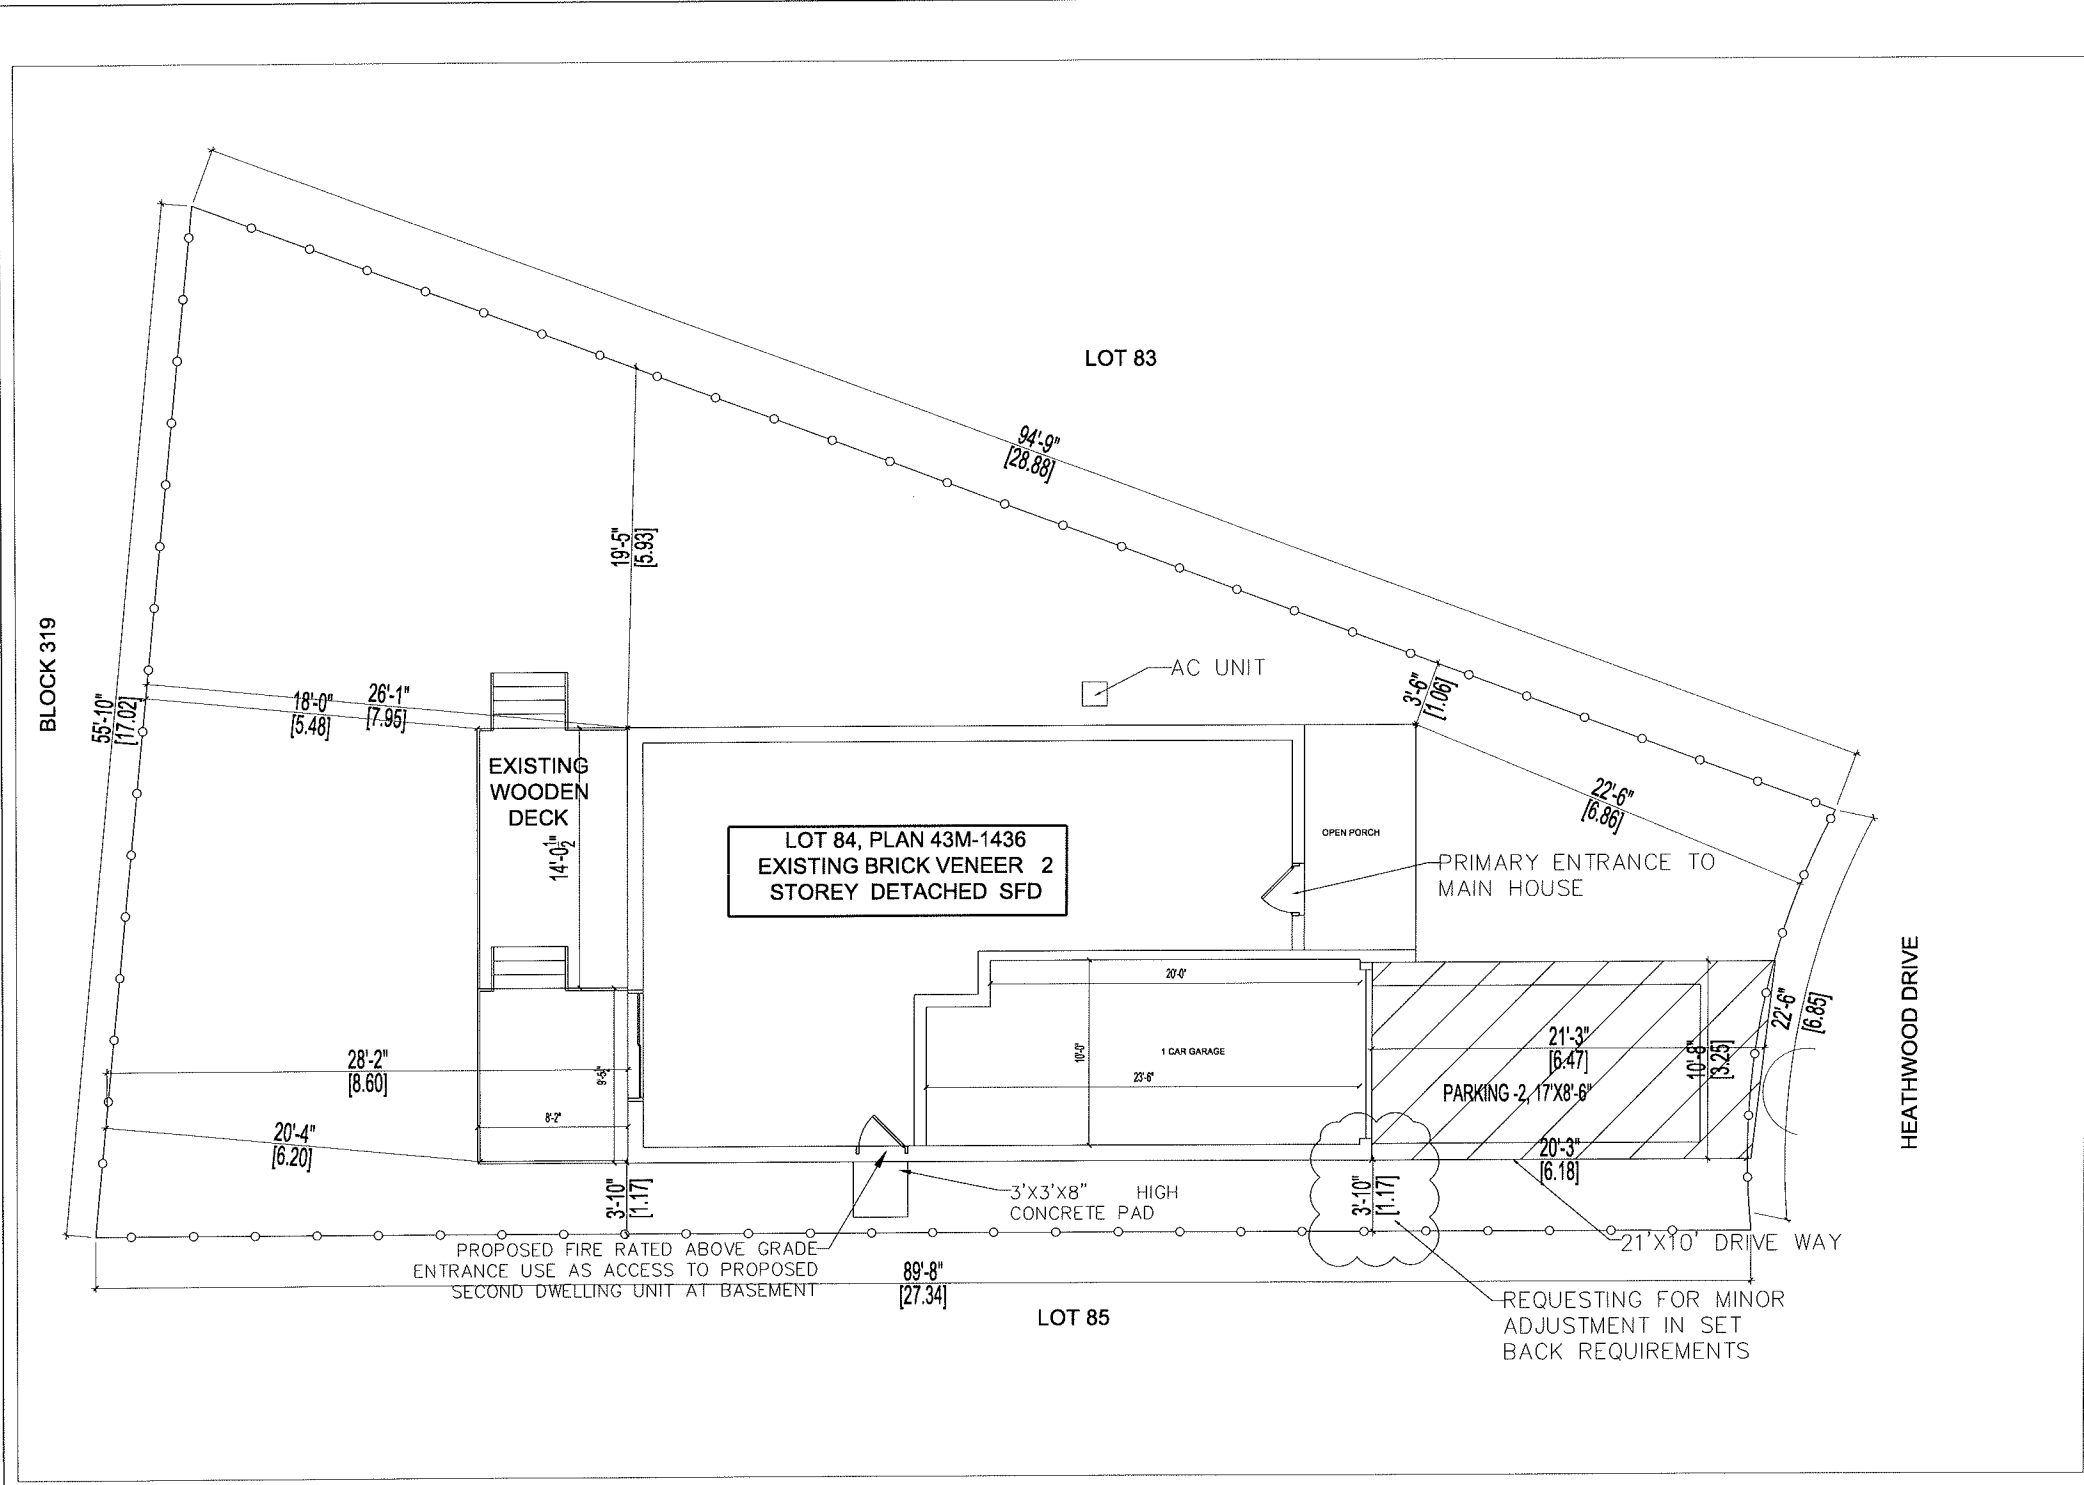 LOT 83
94'-9"
[28.88]
19'-5"
[5.93]
BLOCK 319
55'-10"
[17.02]
18'-0"
[5.48]
26'-1"
[7.95]
AC UNIT
3'-6"
[1.06]
EXISTING
WOODEN
DECK
14'-0½"
LOT 84, PLAN 43M-1436
EXISTING BRICK VENEER 2
STOREY DETACHED SFD
OPEN PORCH
22'-6"
[6.86]
PRIMARY ENTRANCE TO
MAIN HOUSE
HEATHWOOD DRIVE
20'-0"
10'-0"
1 CAR GARAGE
23'-6"
21'-3"
[6.47]
PARKING -2, 17'X8'-6"
10'-8"
[3.25]
22'-6"
[6.85]
28'-2"
[8.60]
8'-2"
20'-4"
[6.20]
20'-3"
[6.18]
3'-10"
[1.17]
3'X3'X8" HIGH
CONCRETE PAD
3'-10"
[1.17]
21'X10' DRIVE WAY
PROPOSED FIRE RATED ABOVE GRADE
ENTRANCE USE AS ACCESS TO PROPOSED
SECOND DWELLING UNIT AT BASEMENT
89'-8"
[27.34]
LOT 85
REQUESTING FOR MINOR
ADJUSTMENT IN SET
BACK REQUIREMENTS